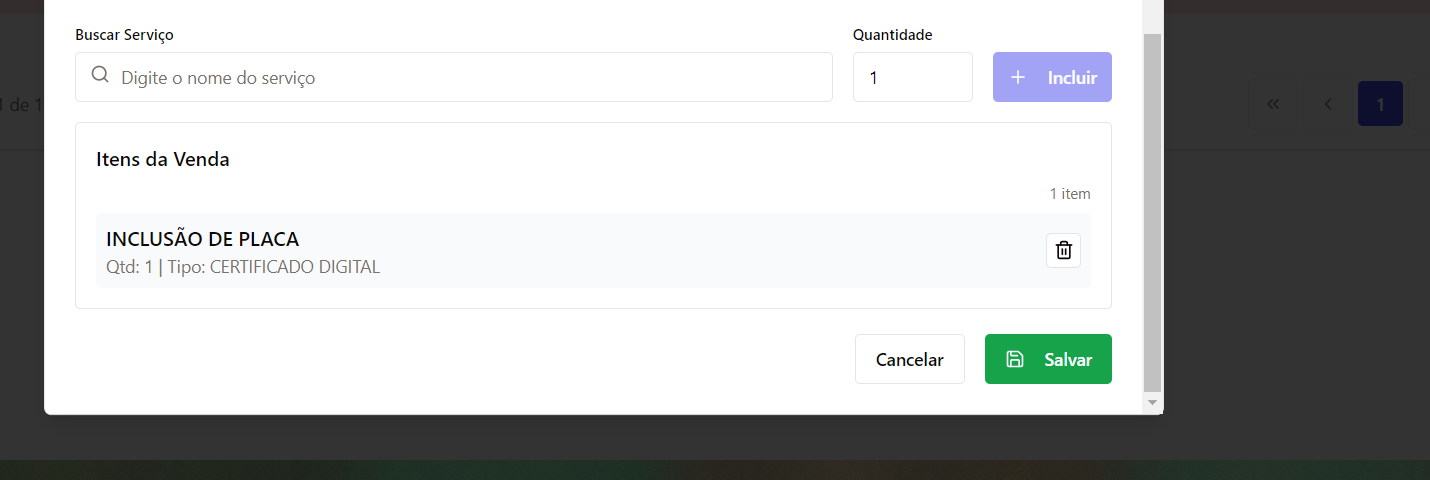 Buscar Serviço
Quantidade
Digite o nome do serviço
1
Incluir
1 de 1
1
Itens da Venda
1 item
INCLUSÃO DE PLACA
Qtd: 1 | Tipo: CERTIFICADO DIGITAL
Cancelar
Salvar